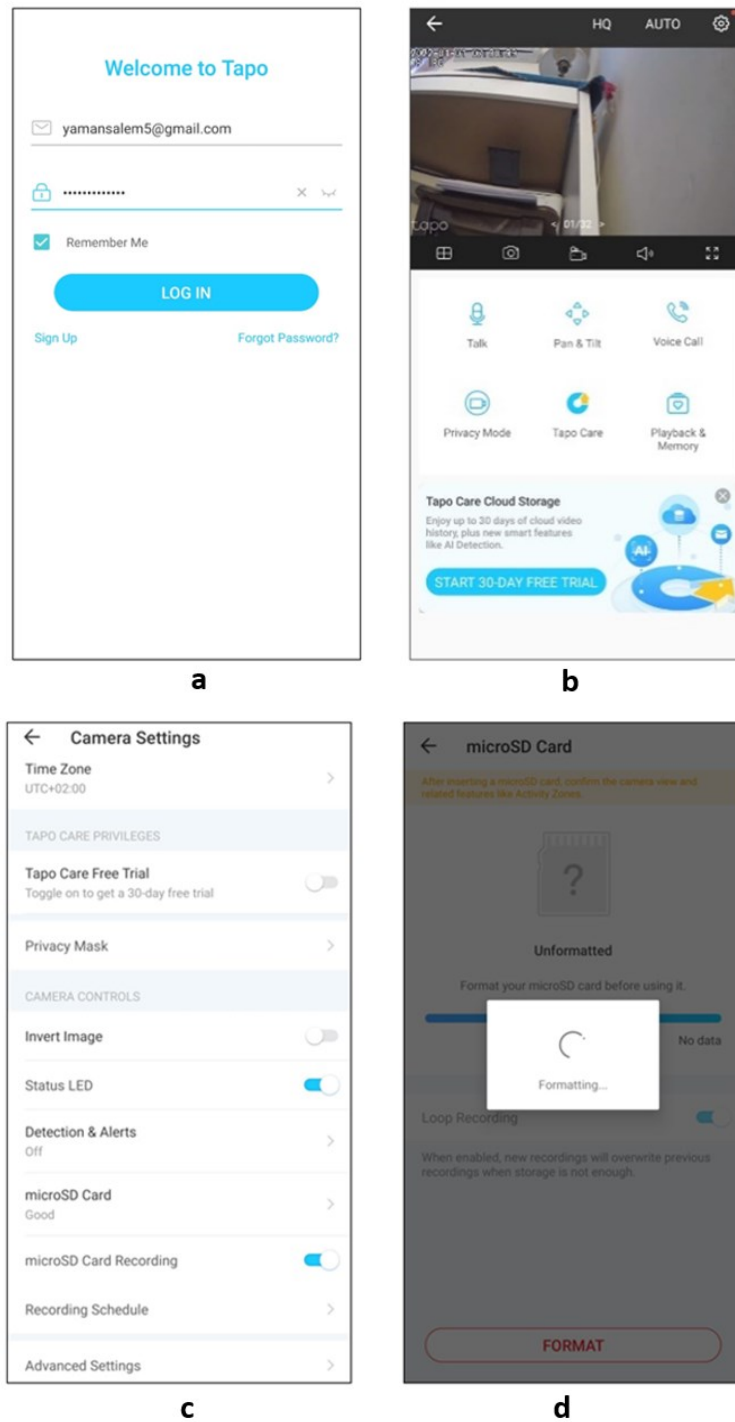 Welcome to Tapo
yamansalem5@gmail.com
•••••••••••••
Remember Me
LOG IN
Sign Up
Forgot Password?
a
HQ AUTO
tapo
< 01/32 >
Talk
Pan & Tilt
Voice Call
Privacy Mode
Tapo Care
Playback &
Memory
Tapo Care Cloud Storage
Enjoy up to 30 days of cloud video
history, plus new smart features
like AI Detection.
AI
START 30-DAY FREE TRIAL
b
Camera Settings
Time Zone
UTC+02:00
TAPO CARE PRIVILEGES
Tapo Care Free Trial
Toggle on to get a 30-day free trial
Privacy Mask
CAMERA CONTROLS
Invert Image
Status LED
Detection & Alerts
Off
microSD Card
Good
microSD Card Recording
Recording Schedule
Advanced Settings
c
microSD Card
After inserting a microSD card, confirm the camera view and
related features like Activity Zones.
?
Unformatted
Format your microSD card before using it.
No data
Formatting...
Loop Recording
When enabled, new recordings will overwrite previous
recordings when storage is not enough.
FORMAT
d